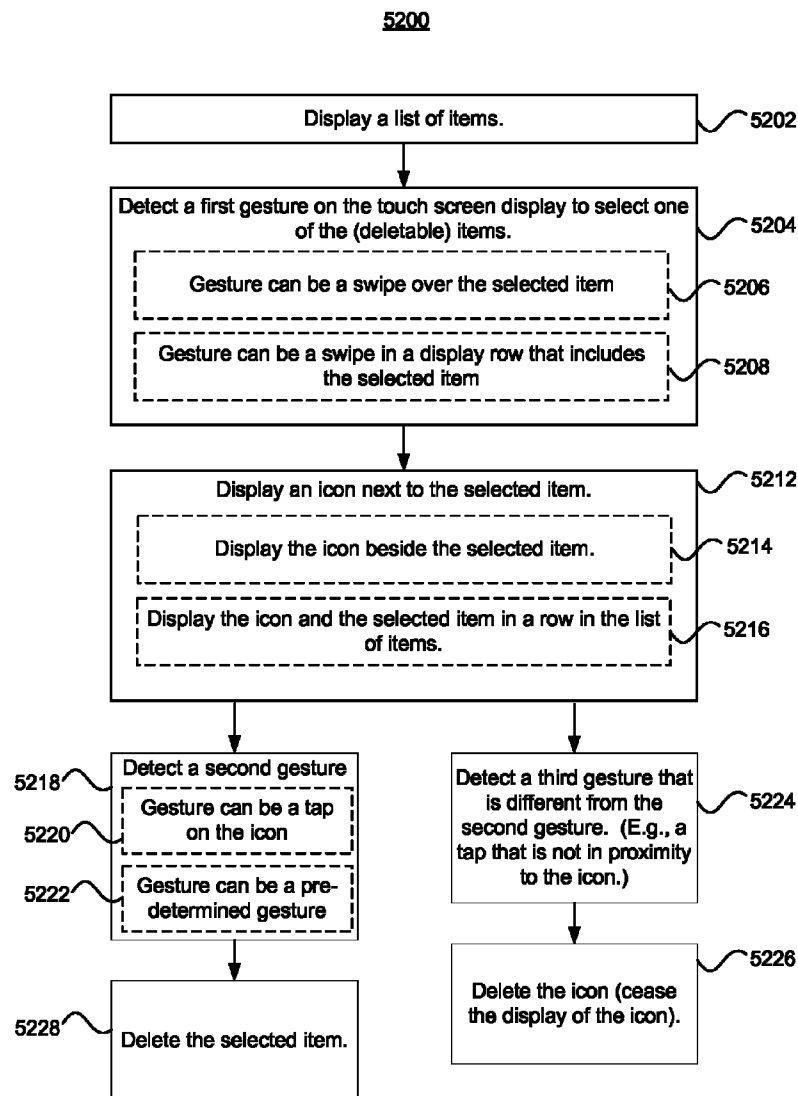 5200
Display a list of items.
5202
Detect a first gesture on the touch screen display to select one
of the (deletable) items.
5204
Gesture can be a swipe over the selected item
5206
Gesture can be a swipe in a display row that includes
the selected item
5208
Display an icon next to the selected item.
5212
Display the icon beside the selected item.
5214
Display the icon and the selected item in a row in the list
of items.
5216
5218
Detect a second gesture
5220
Gesture can be a tap
on the icon
5222
Gesture can be a pre-
determined gesture
Detect a third gesture that
is different from the
second gesture. (E.g., a
tap that is not in proximity
to the icon.)
5224
5228
Delete the selected item.
Delete the icon (cease
the display of the icon).
5226